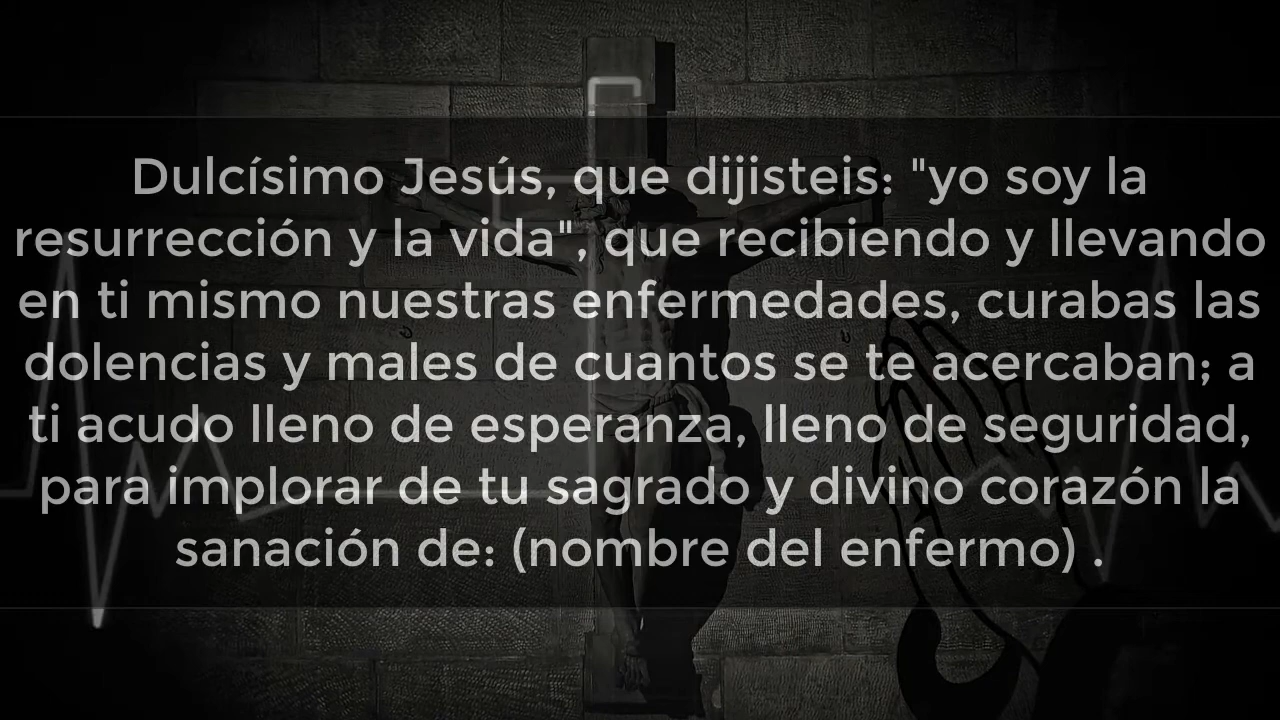 Dulcísimo Jesús, que dijisteis: "yo soy la
resurrección y la vida", que recibiendo y llevando
en ti mismo nuestras enfermedades, curabas las
dolencias y males de cuantos se te acercaban; a
ti acudo lleno de esperanza, lleno de seguridad,
para implorar de tu sagrado y divino corazón la
sanación de: (nombre del enfermo) .